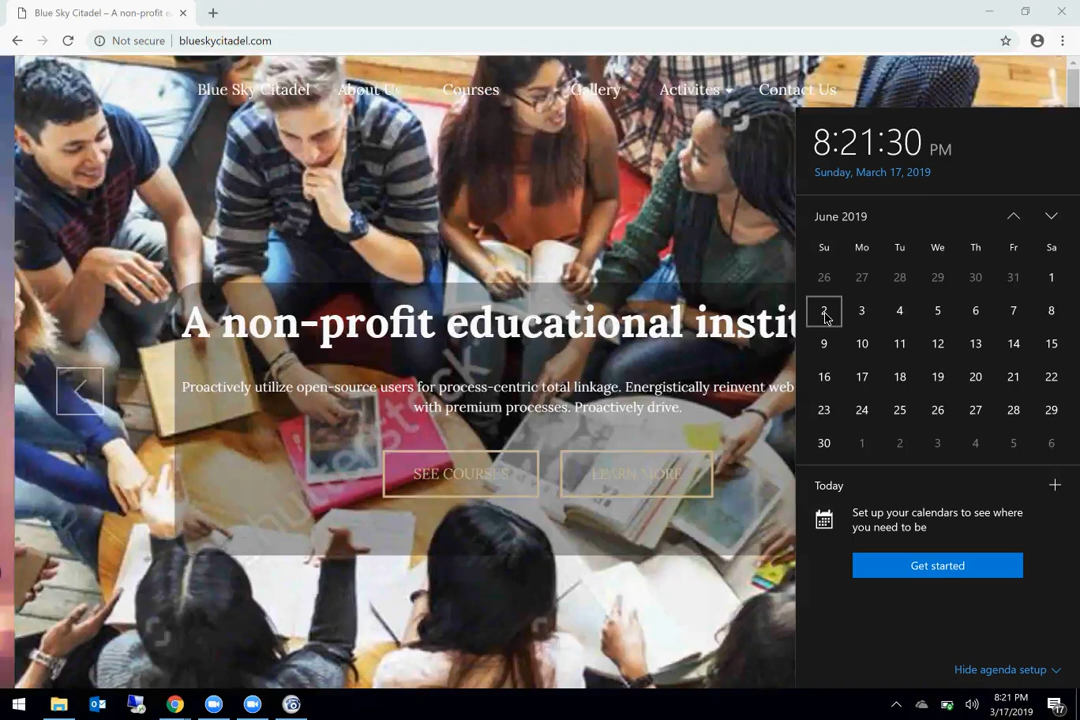 Blue Sky Citadel – A non-profit e
Not secure
blueskycitadel.com
Blue Sky Citadel About Us Courses Gallery Activites Contact Us
8:21:30 PM
Sunday, March 17, 2019
June 2019
Su Mo Tu We Th Fr Sa
26 27 28 29 30 31 1
2 3 4 5 6 7 8
9 10 11 12 13 14 15
16 17 18 19 20 21 22
23 24 25 26 27 28 29
30 1 2 3 4 5 6
A non-profit educational instit
Proactively utilize open-source users for process-centric total linkage. Energistically reinvent web
with premium processes. Proactively drive.
SEE COURSES LEARN MORE
Today
Set up your calendars to see where
you need to be
Get started
Hide agenda setup
8:21 PM
3/17/2019
17